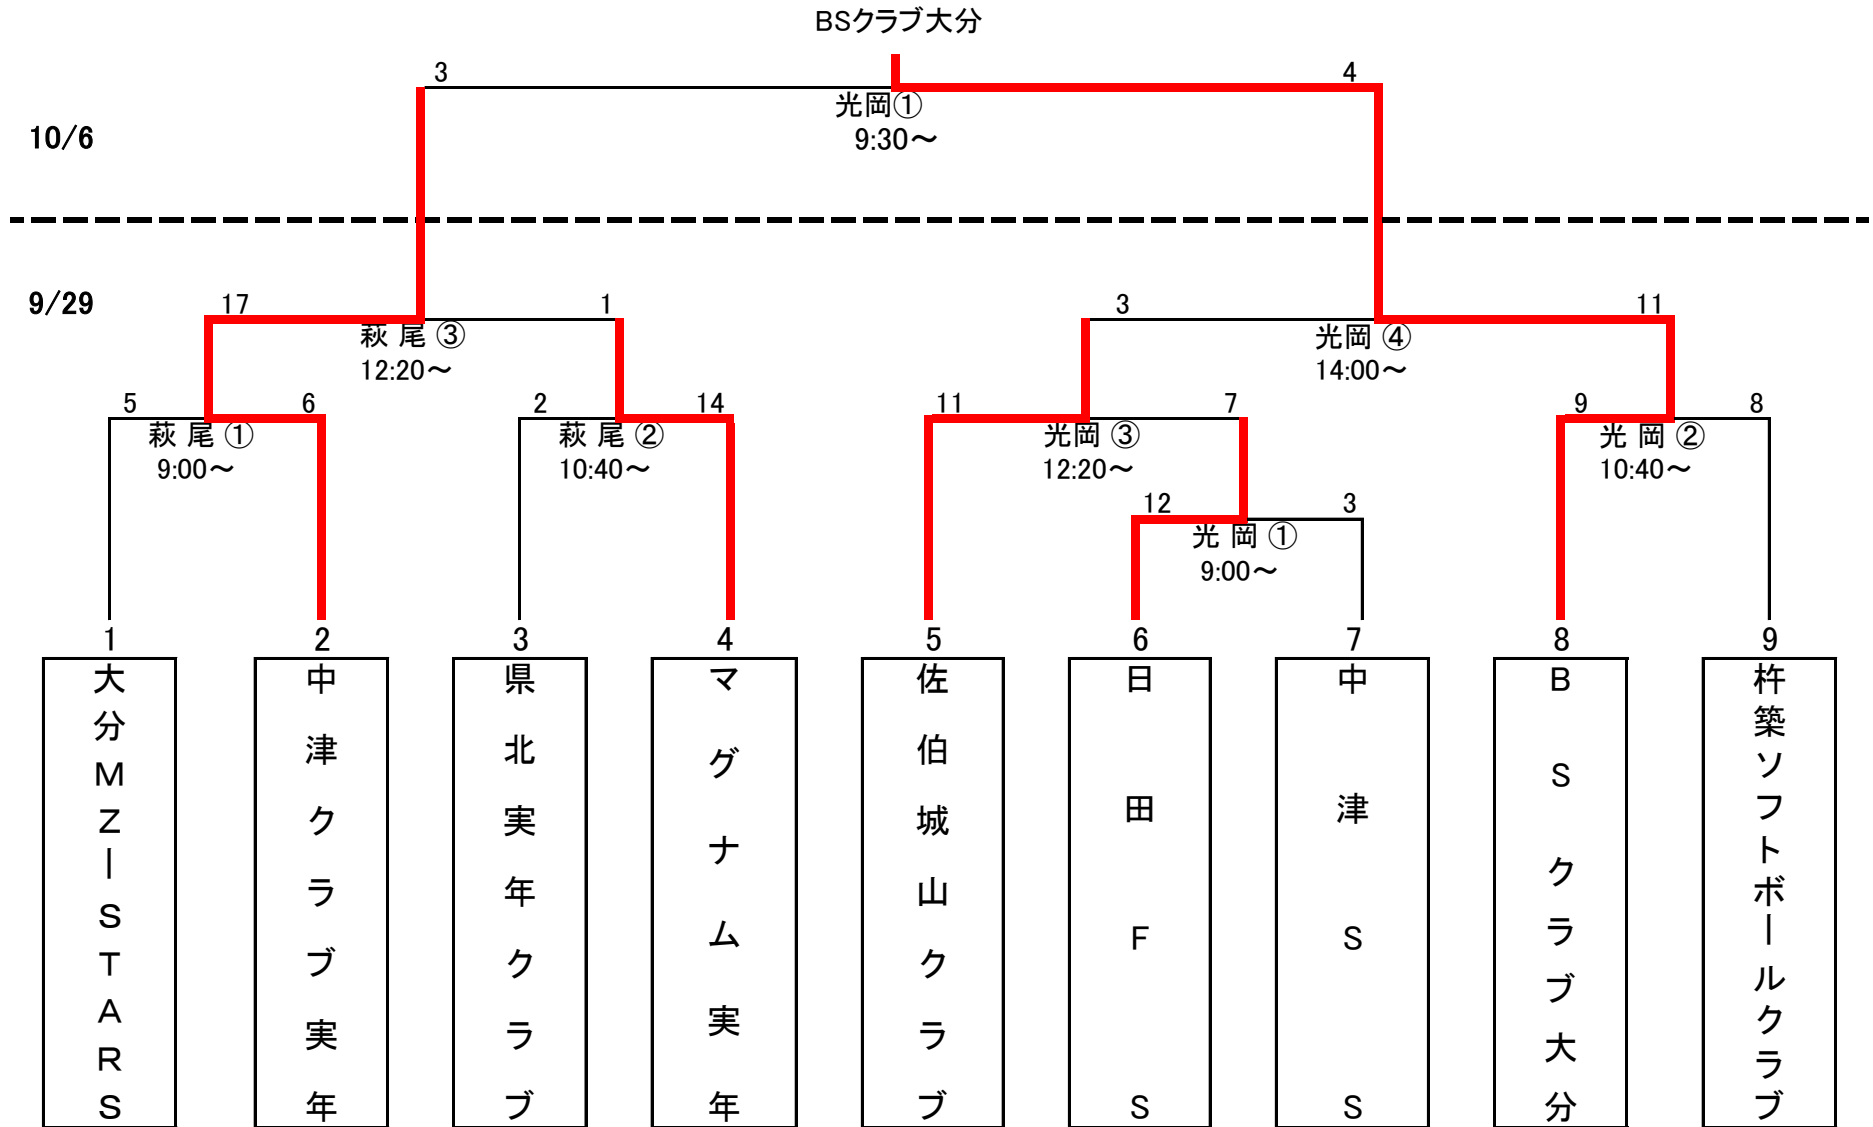 BSクラブ大分
3
4
光岡①
9:30～
10/6
9/29
17
1
3
11
萩 尾 ③
12:20～
光岡 ④
14:00～
5
6
2
14
11
7
9
8
萩 尾 ①
9:00～
萩 尾 ②
10:40～
光岡 ③
12:20～
光 岡 ②
10:40～
12
3
光 岡 ①
9:00～
1
2
3
4
5
6
7
8
9
大分MZーSTARS
中津クラブ実年
県北実年クラブ
マグナム実年
佐伯城山クラブ
日田FS
中津SS
BSクラブ大分
杵築ソフトボールクラブ